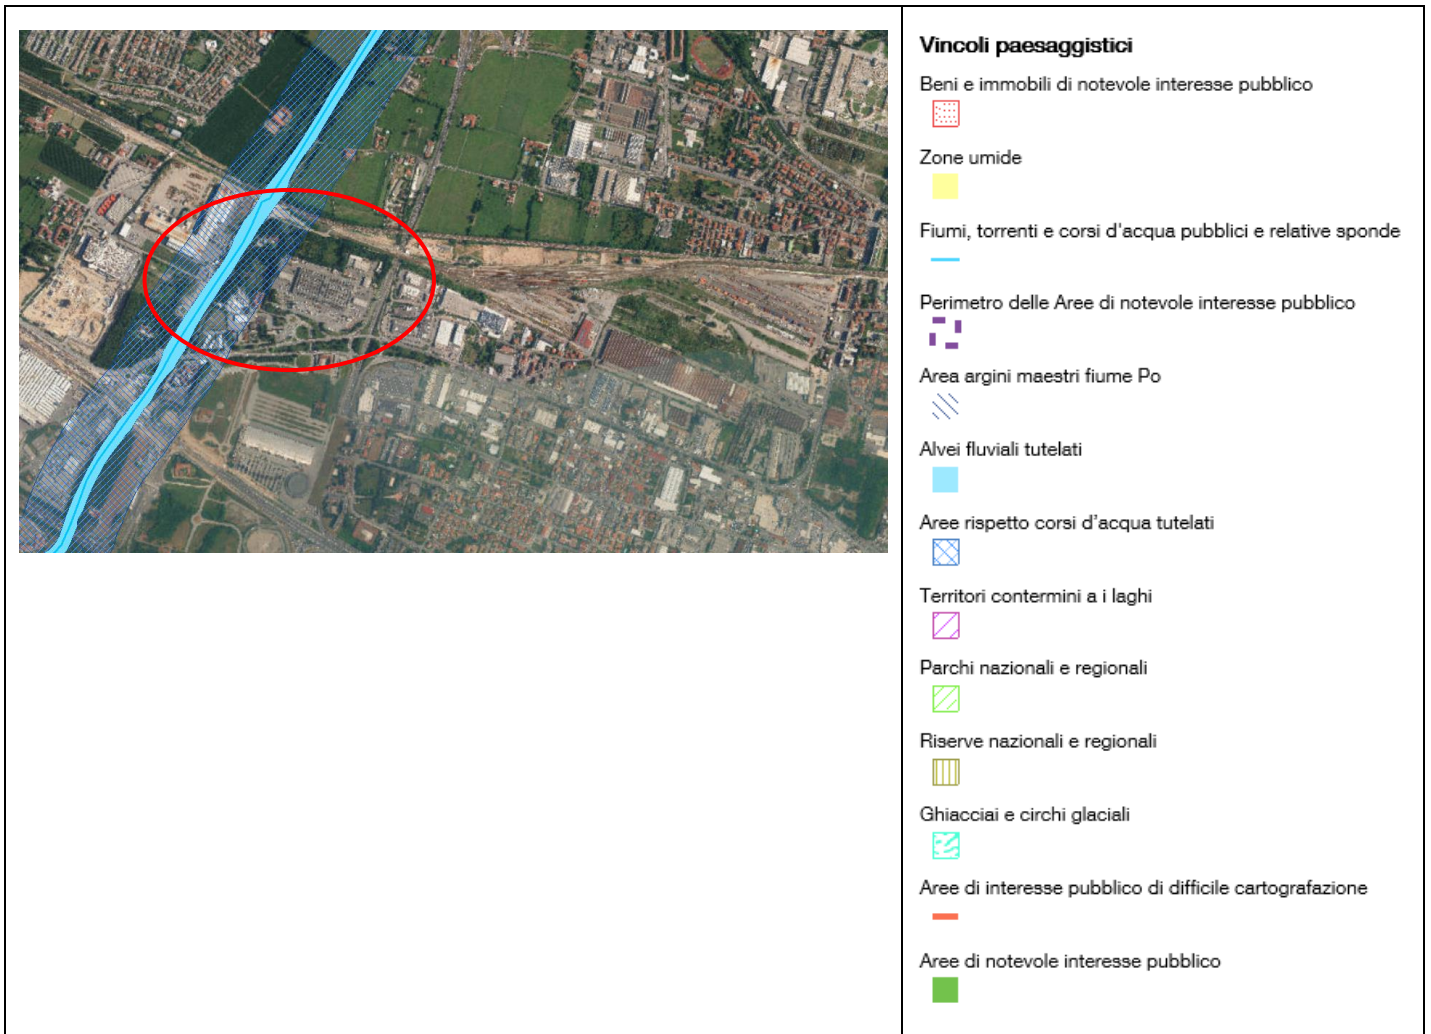 Vincoli paesaggistici
Beni e immobili di notevole interesse pubblico
Zone umide
Fiumi, torrenti e corsi d'acqua pubblici e relative sponde
Perimetro delle Aree di notevole interesse pubblico
Area argini maestri fiume Po
Alvei fluviali tutelati
Aree rispetto corsi d'acqua tutelati
Territori contermini a i laghi
Parchi nazionali e regionali
Riserve nazionali e regionali
Ghiacciai e circhi glaciali
Aree di interesse pubblico di difficile cartografazione
Aree di notevole interesse pubblico